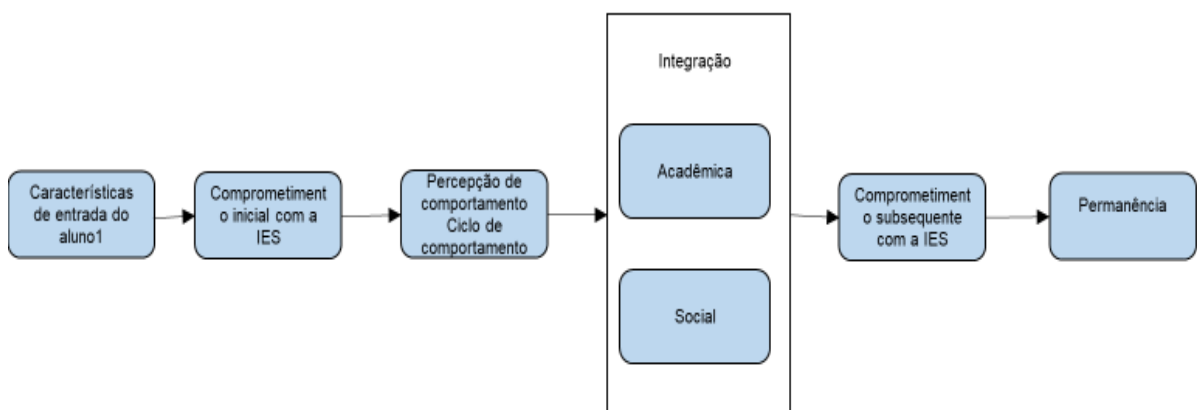 Características
de entrada do
aluno1
Comprometiment
o inicial com a
IES
Percepção de
comportamento
Ciclo de
comportamento
Integração
Acadêmica
Social
Comprometiment
o subsequente
com a IES
Permanência